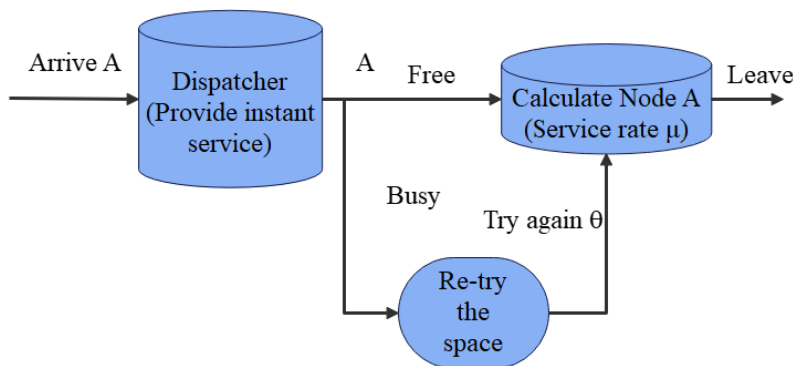 Arrive A
Dispatcher
(Provide instant
service)
A
Free
Calculate Node A
(Service rate μ)
Leave
Busy
Try again θ
Re-try
the
space